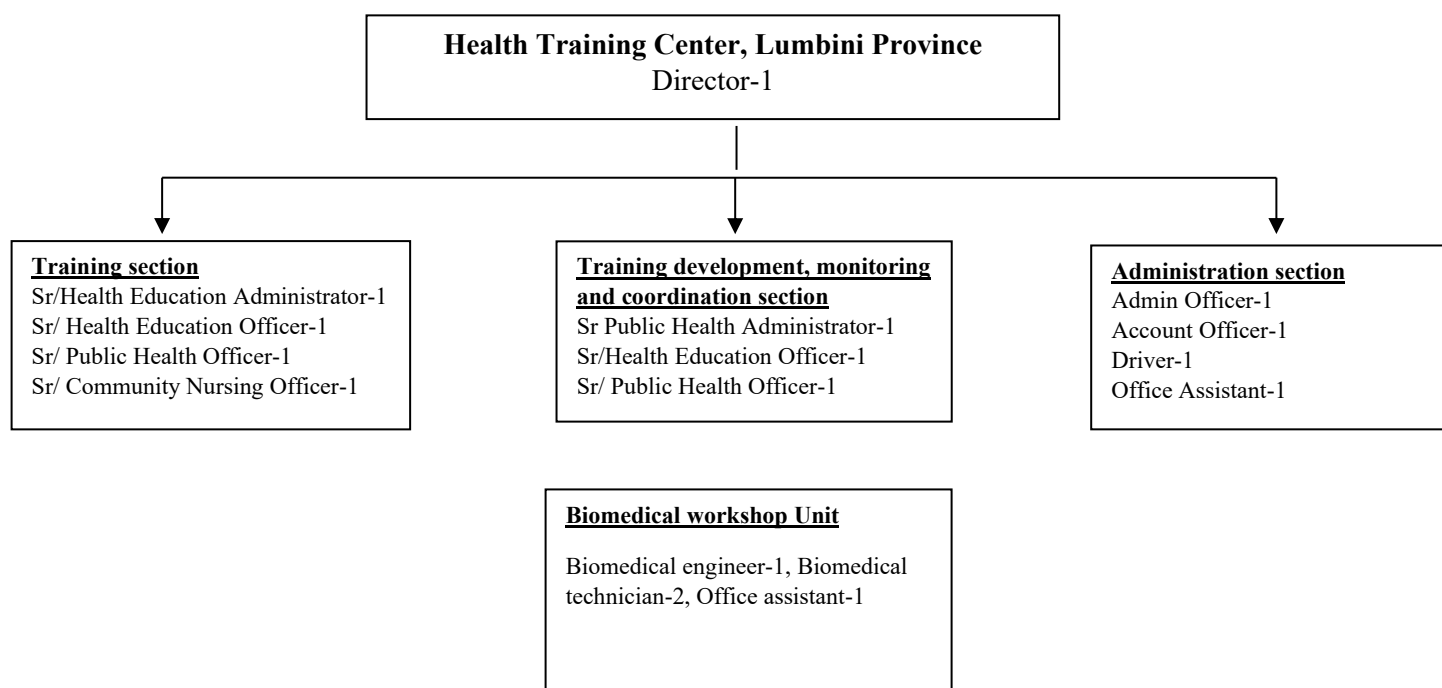 Health Training Center, Lumbini Province
Director-1
Training section
Sr/Health Education Administrator-1
Sr/ Health Education Officer-1
Sr/ Public Health Officer-1
Sr/ Community Nursing Officer-1
Training development, monitoring
and coordination section
Sr Public Health Administrator-1
Sr/Health Education Officer-1
Sr/ Public Health Officer-1
Administration section
Admin Officer-1
Account Officer-1
Driver-1
Office Assistant-1
Biomedical workshop Unit
Biomedical engineer-1, Biomedical
technician-2, Office assistant-1